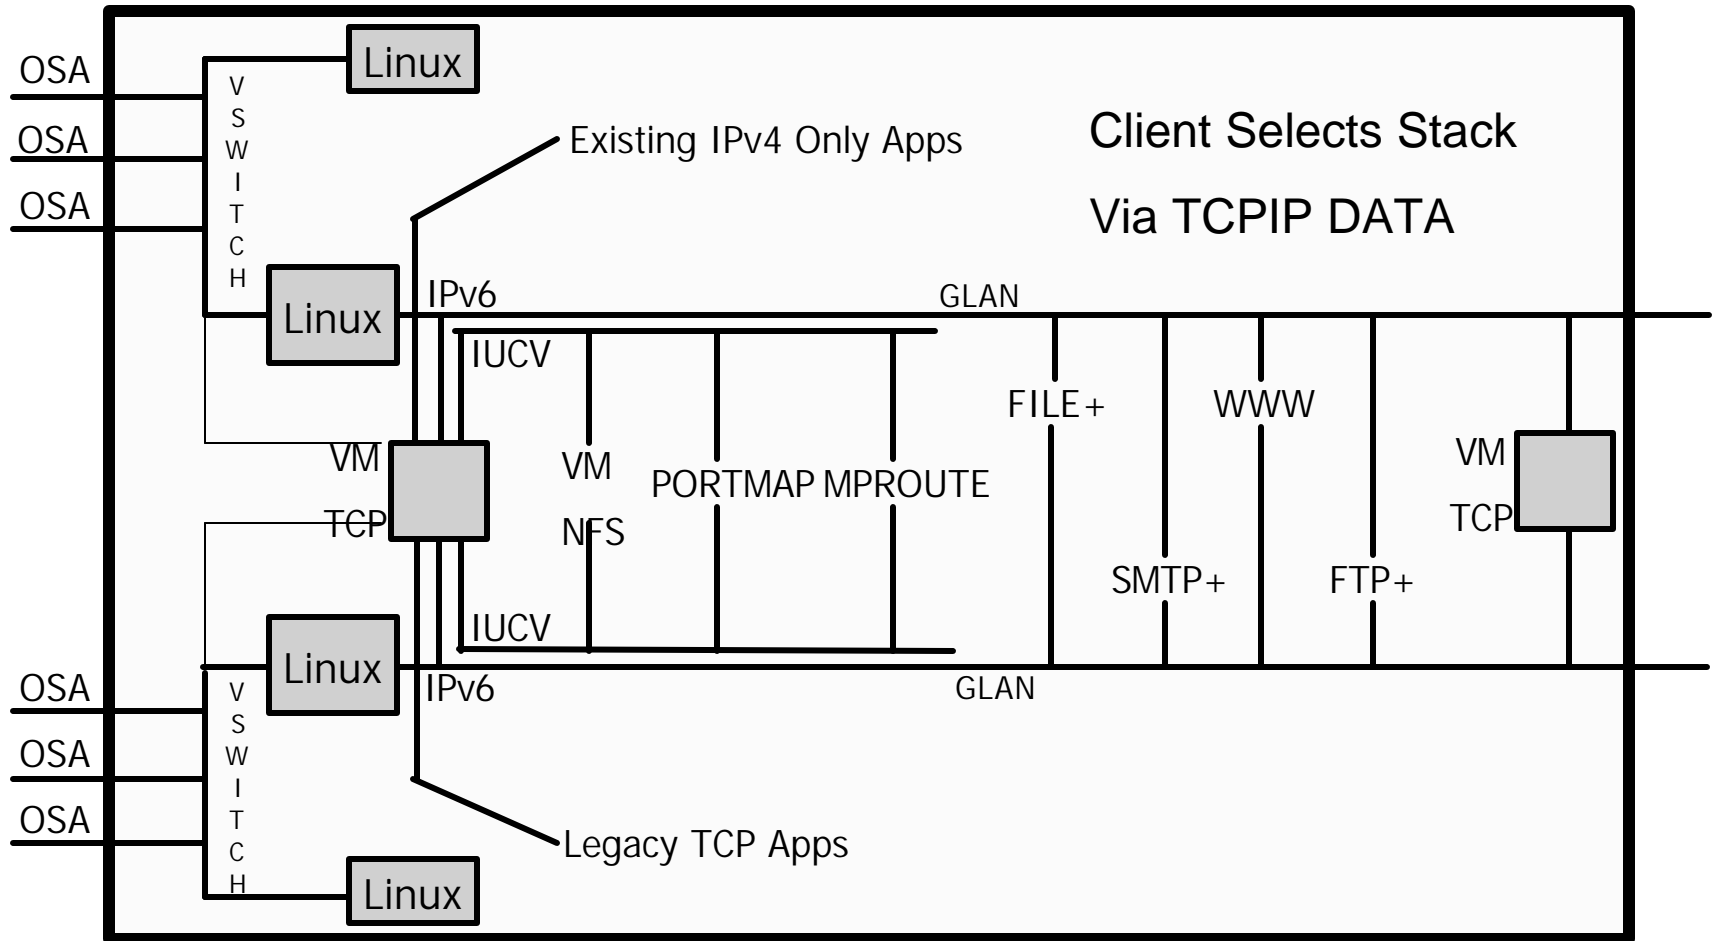 Linux
OSA
VSWITCH
OSA
OSA
Existing IPv4 Only Apps
Client Selects Stack
Via TCPIP DATA
Linux
IPv6
GLAN
IUCV
FILE+
WWW
VM
TCP
VM
NFS
PORTMAP
MPROUTE
VM
TCP
SMTP+
FTP+
IUCV
Linux
IPv6
GLAN
OSA
VSWITCH
OSA
OSA
Legacy TCP Apps
Linux